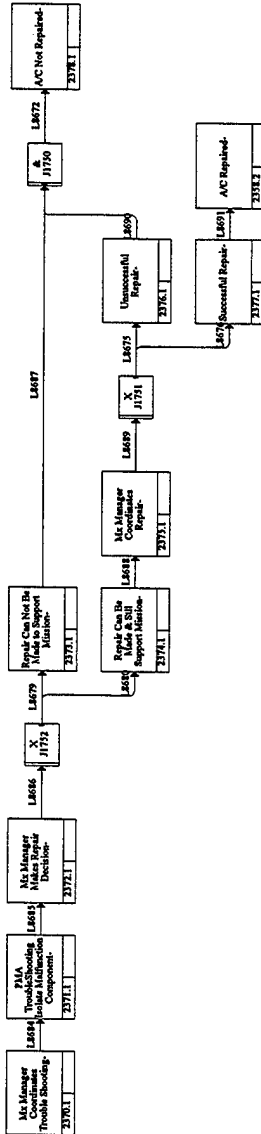 Mx Manager
Coordinates
Trouble Shooting-
2370.1
L8684
PMA
TroubleShooting
Isolate Malfunction
Component-
2371.1
L8685
Mx Manager
Makes Repair
Decision-
2372.1
L8686
X
J1752
L8679
Repair Can Not Be
Made to Support
Mission-
2373.1
L8687
&
J1750
L8672
A/C Not Repaired-
2378.1
L8680
Repair Can Be
Made & Still
Support Mission-
2374.1
L8688
Mx Manager
Coordinates
Repair-
2375.1
L8689
X
J1751
L8675
Unsuccessful
Repair-
2376.1
L8690
L8676
Successful Repair-
2377.1
L8691
A/C Repaired-
2358.2